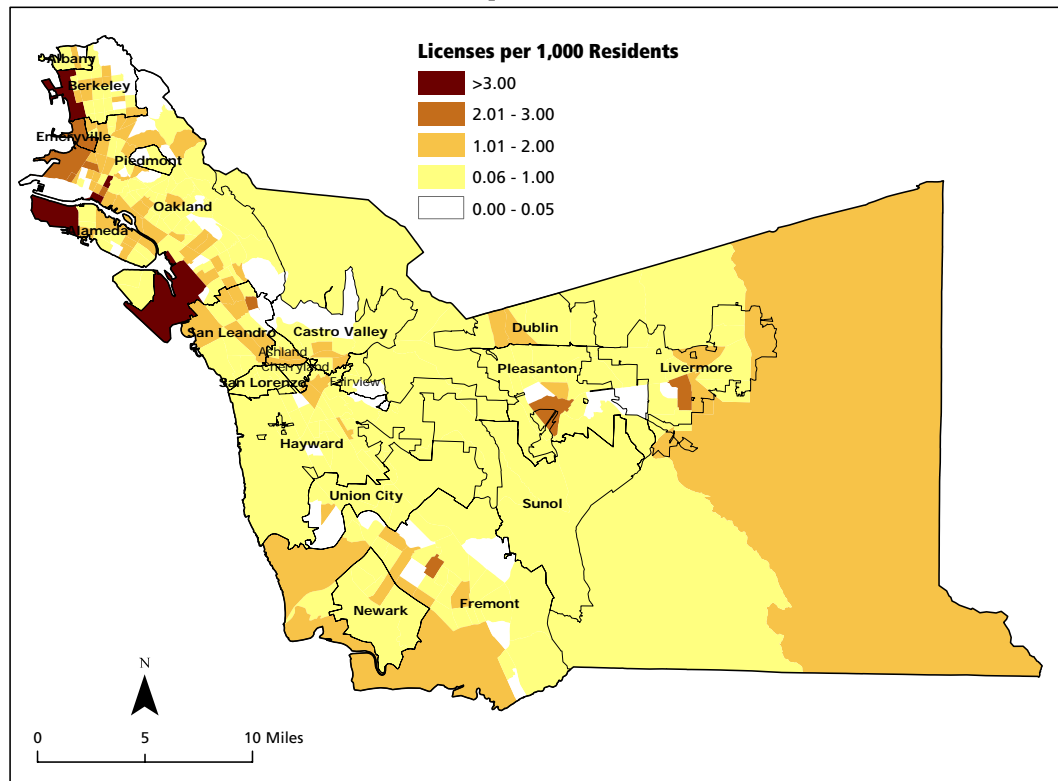 Licenses per 1,000 Residents
>3.00
2.01 - 3.00
1.01 - 2.00
0.06 - 1.00
0.00 - 0.05
Albany
Berkeley
Emeryville
Piedmont
Oakland
Alameda
San Leandro
Castro Valley
Ashland
Cherryland
San Lorenzo
Fairview
Dublin
Pleasanton
Livermore
Hayward
Union City
Sunol
Newark
Fremont
N
0 5 10 Miles